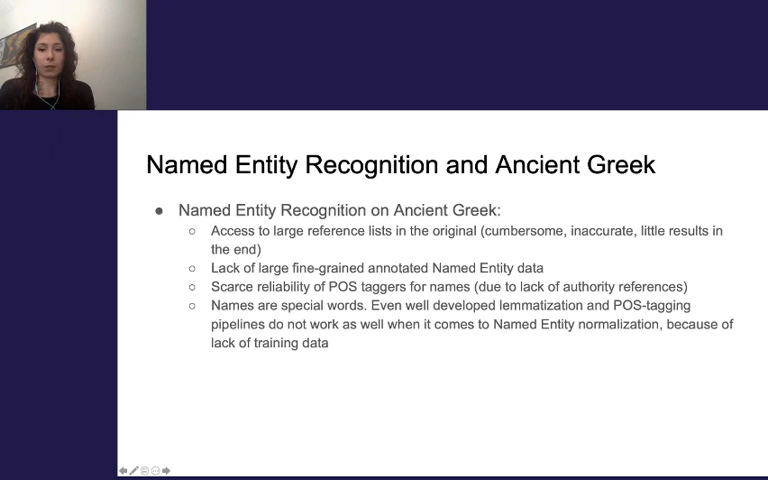 Named Entity Recognition and Ancient Greek
● Named Entity Recognition on Ancient Greek:
○ Access to large reference lists in the original (cumbersome, inaccurate, little results in
the end)
○ Lack of large fine-grained annotated Named Entity data
○ Scarce reliability of POS taggers for names (due to lack of authority references)
○ Names are special words. Even well developed lemmatization and POS-tagging
pipelines do not work as well when it comes to Named Entity normalization, because of
lack of training data